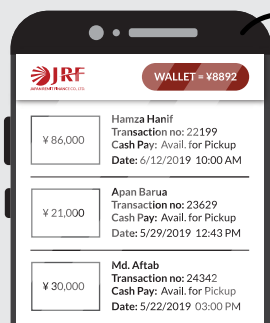 JRF
JAPAN REMIT FINANCE CO., LTD.
WALLET = ¥8892
¥ 86,000
Hamza Hanif
Transaction no: 22199
Cash Pay: Avail. for Pickup
Date: 6/12/2019 10:00 AM
¥ 21,000
Apan Barua
Transaction no: 23629
Cash Pay: Avail. for Pickup
Date: 5/29/2019 12:43 PM
¥ 30,000
Md. Aftab
Transaction no: 24342
Cash Pay: Avail. for Pickup
Date: 5/22/2019 03:00 PM